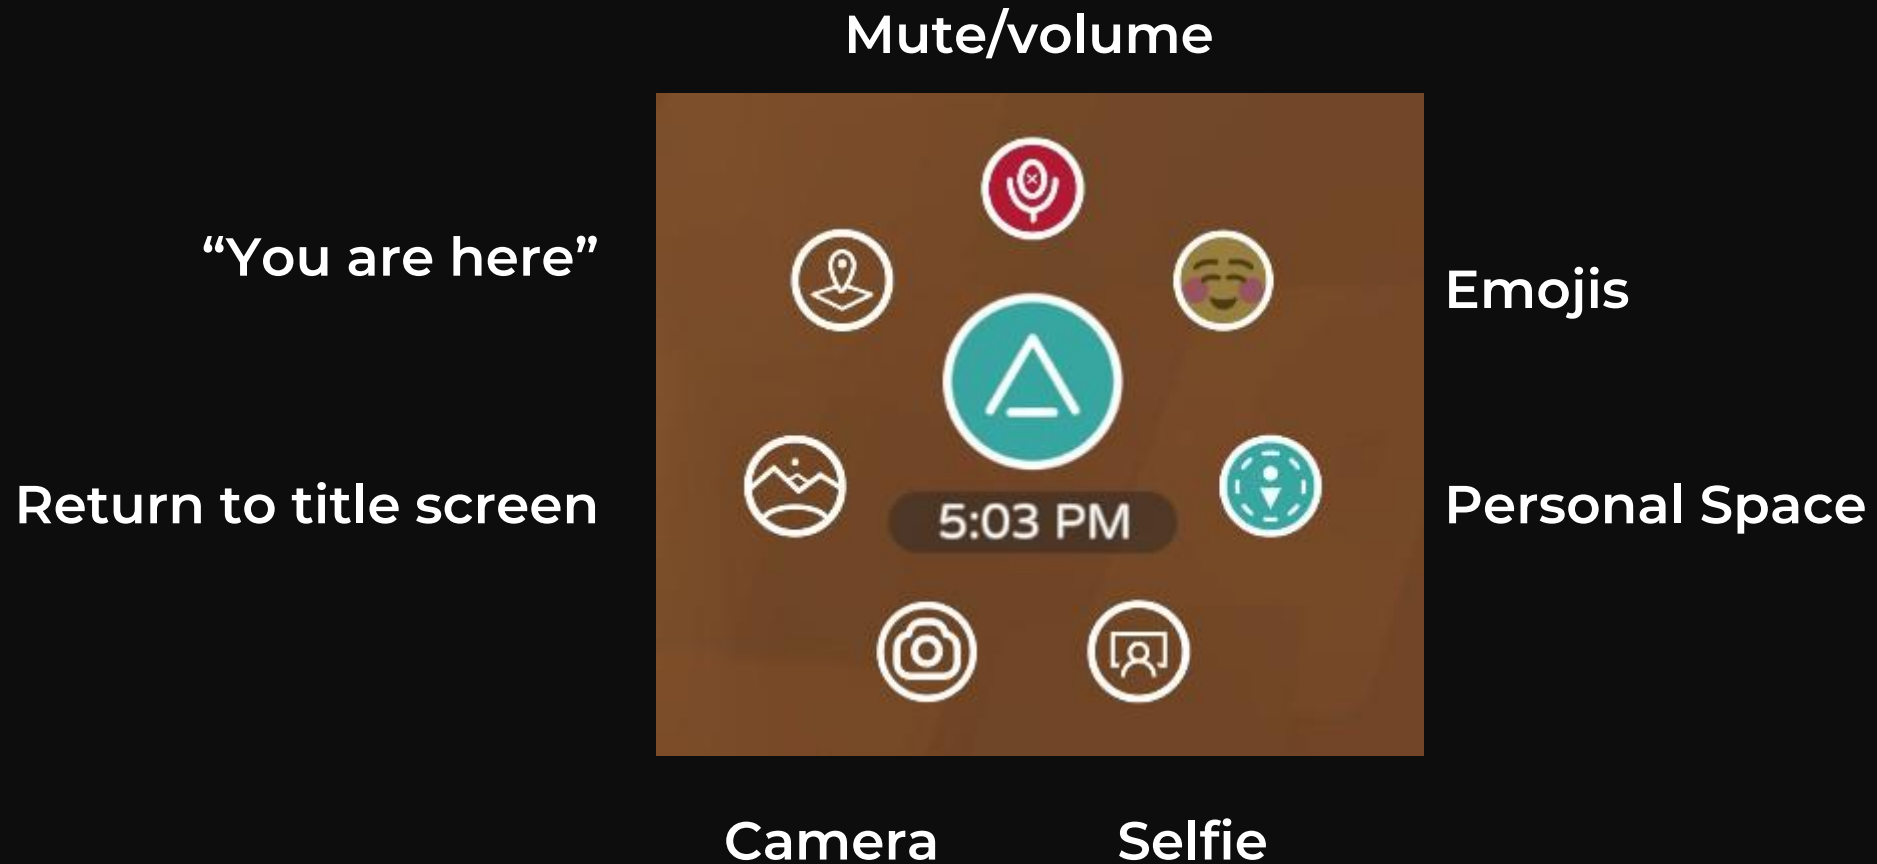 Mute/volume
“You are here”
Emojis
Return to title screen
5:03 PM
Personal Space
Camera
Selfie